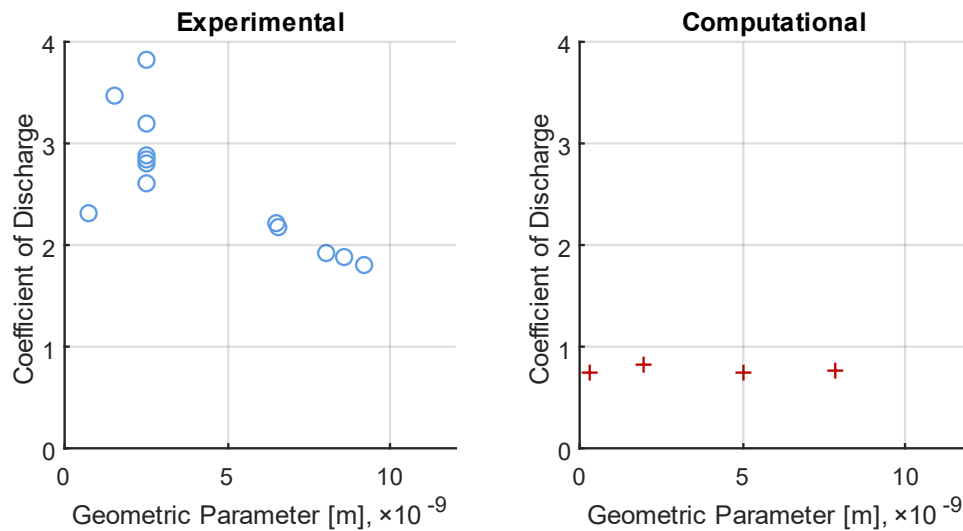 Experimental
4
3
2
1
0
0 5 10
Coefficient of Discharge
Geometric Parameter [m], ×10⁻⁹
Computational
4
3
2
1
0
0 5 10
Coefficient of Discharge
Geometric Parameter [m], ×10⁻⁹